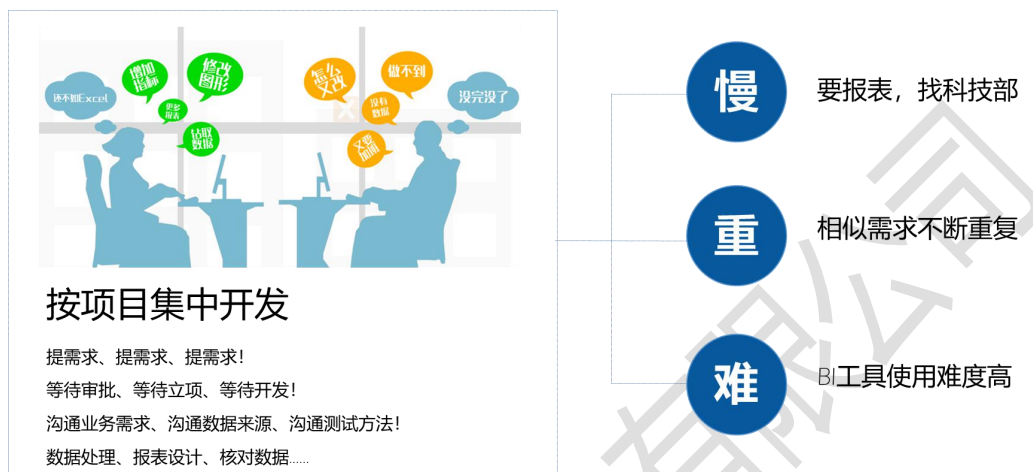 还不如Excel
增加
指标
修改
图形
更多
报表
钻取
数据
怎么
又改
做不到
没有
数据
又要
加班
没完没了
按项目集中开发
提需求、提需求、提需求！
等待审批、等待立项、等待开发！
沟通业务需求、沟通数据来源、沟通测试方法！
数据处理、报表设计、核对数据......
慢
要报表，找科技部
重
相似需求不断重复
难
BI工具使用难度高
有限公司